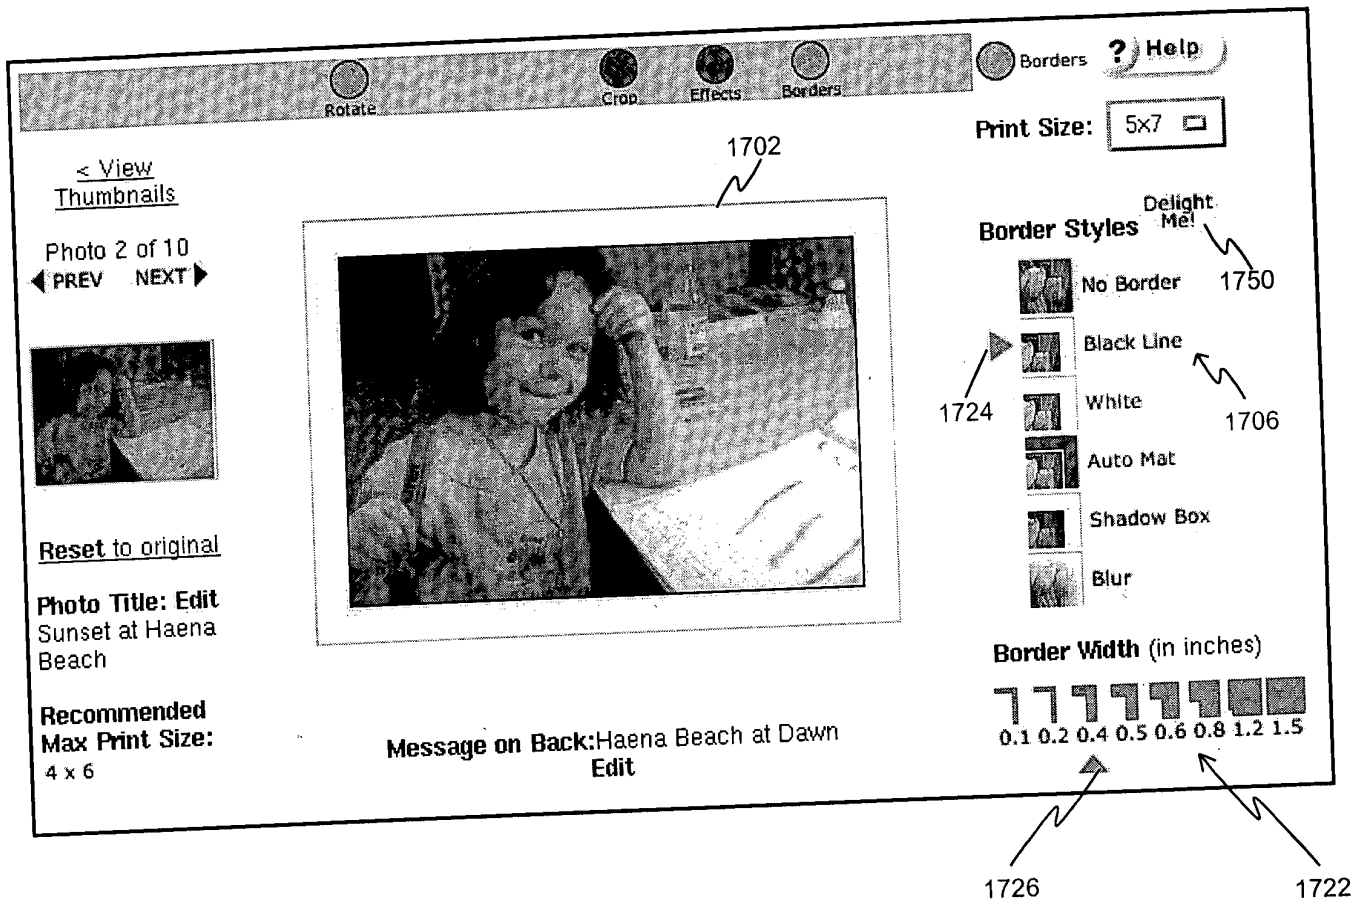 Rotate
Crop
Effects
Borders
Borders
? Help
Print Size: 5x7
1702
< View
Thumbnails
Photo 2 of 10
PREV NEXT
Reset to original
Photo Title: Edit
Sunset at Haena
Beach
Recommended
Max Print Size:
4 x 6
Message on Back:Haena Beach at Dawn
Edit
Border Styles
Delight
Me!
1750
No Border
Black Line
1724
1706
White
Auto Mat
Shadow Box
Blur
Border Width (in inches)
0.1 0.2 0.4 0.5 0.6 0.8 1.2 1.5
1726
1722